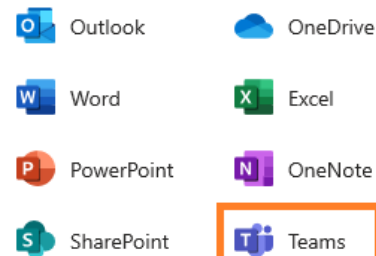 Outlook OneDrive
Word Excel
PowerPoint OneNote
SharePoint Teams